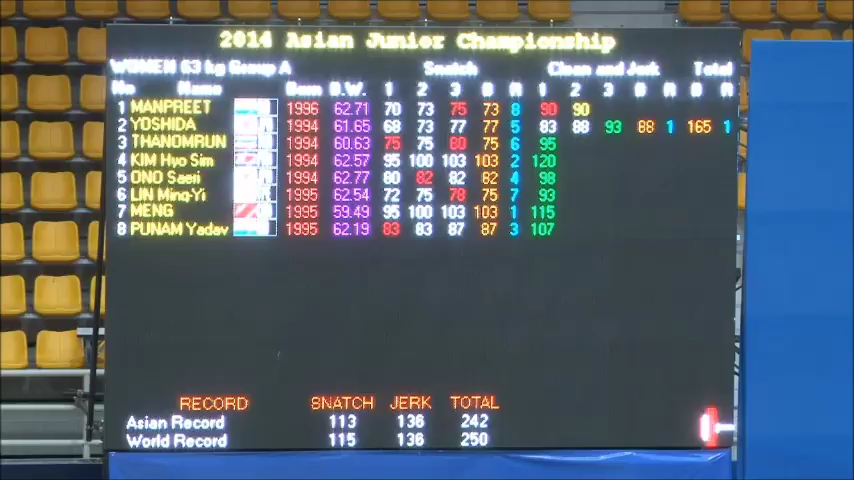 2014 Asian Junior Championship
WOMEN 63 kg Group A Snatch Clean and Jerk Total
No Name Born B.W. 1 2 3 B R 1 2 3 B R B R
1 MANPREET 1996 62.71 70 73 75 73 8 90 90
2 YOSHIDA 1994 61.65 68 73 77 77 5 83 88 93 88 1 165 1
3 THANOMRUN 1994 60.63 75 75 80 75 6 95
4 KIM Hyo Sim 1994 62.57 95 100 103 103 2 120
5 ONO Saeri 1994 62.77 80 82 82 82 4 98
6 LIN Ming-Yi 1995 62.54 72 75 78 75 7 93
7 MENG 1995 59.49 95 100 103 103 1 115
8 PUNAM Yadav 1995 62.19 83 83 87 87 3 107
RECORD SNATCH JERK TOTAL
Asian Record 113 136 242
World Record 115 136 250